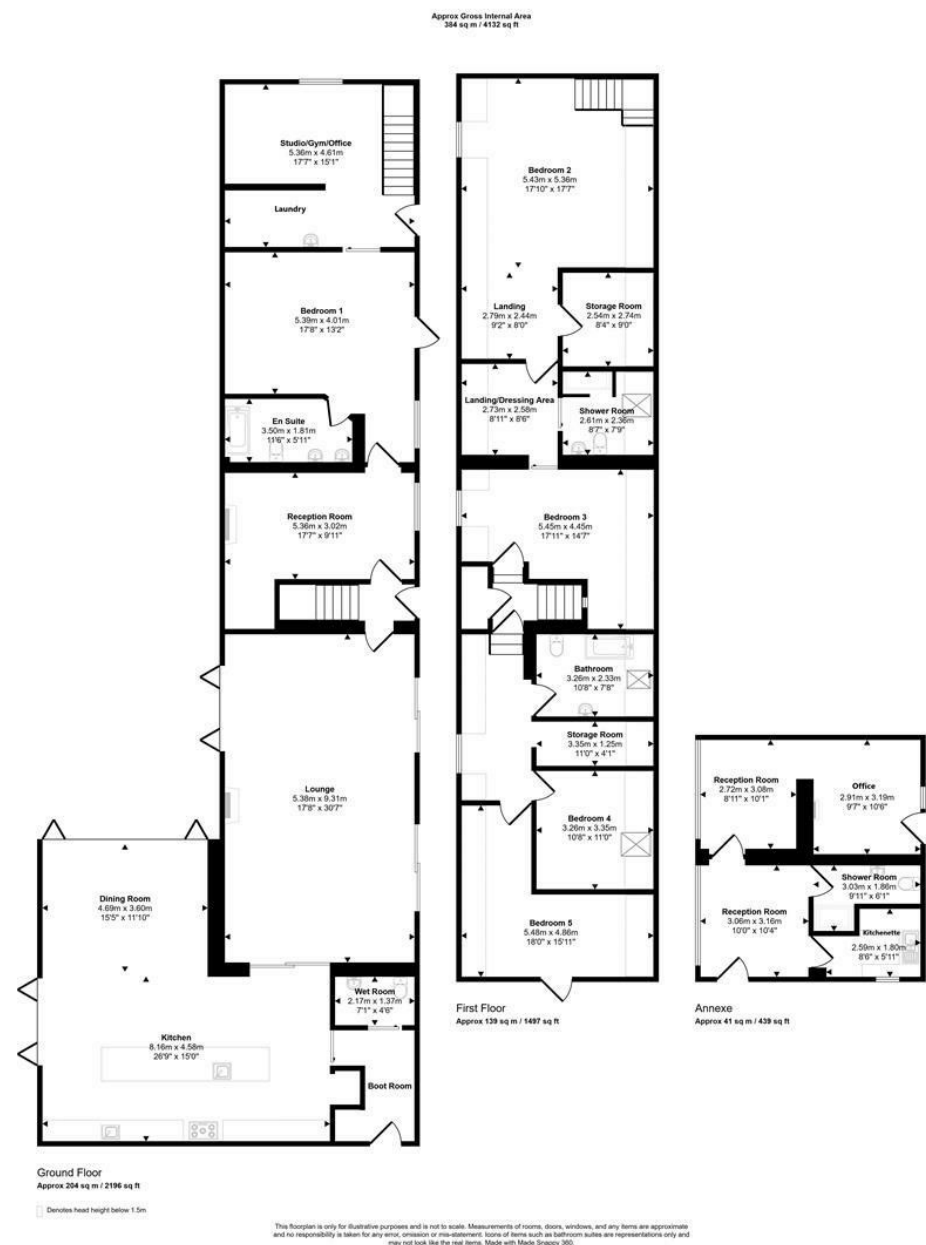 Approx Gross Internal Area
384 sq m / 4132 sq ft
Studio/Gym/Office
5.36m x 4.61m
17'7" x 15'1"
Laundry
Bedroom 1
5.39m x 4.01m
17'8" x 13'2"
En Suite
3.50m x 1.81m
11'6" x 5'11"
Reception Room
5.36m x 3.02m
17'7" x 9'11"
Lounge
5.38m x 9.31m
17'8" x 30'7"
Dining Room
4.69m x 3.60m
15'5" x 11'10"
Wet Room
2.17m x 1.37m
7'1" x 4'6"
Kitchen
8.16m x 4.58m
26'9" x 15'0"
Boot Room
Ground Floor
Approx 204 sq m / 2196 sq ft
Denotes head height below 1.5m
Bedroom 2
5.43m x 5.36m
17'10" x 17'7"
Landing
2.79m x 2.44m
9'2" x 8'0"
Storage Room
2.54m x 2.74m
8'4" x 9'0"
Landing/Dressing Area
2.73m x 2.58m
8'11" x 8'6"
Shower Room
2.61m x 2.36m
8'7" x 7'9"
Bedroom 3
5.45m x 4.45m
17'11" x 14'7"
Bathroom
3.26m x 2.33m
10'8" x 7'8"
Storage Room
3.35m x 1.25m
11'0" x 4'1"
Bedroom 4
3.26m x 3.35m
10'8" x 11'0"
Bedroom 5
5.48m x 4.86m
18'0" x 15'11"
First Floor
Approx 139 sq m / 1497 sq ft
Reception Room
2.72m x 3.08m
8'11" x 10'1"
Office
2.91m x 3.19m
9'7" x 10'6"
Shower Room
3.03m x 1.86m
9'11" x 6'1"
Reception Room
3.06m x 3.16m
10'0" x 10'4"
Kitchenette
2.59m x 1.80m
8'6" x 5'11"
Annexe
Approx 41 sq m / 439 sq ft
This floorplan is only for illustrative purposes and is not to scale. Measurements of rooms, doors, windows, and any items are approximate
and no responsibility is taken for any error, omission or mis-statement. Icons of items such as bathroom suites are representations only and
may not look like the real items. Made with Made Snappy 360.